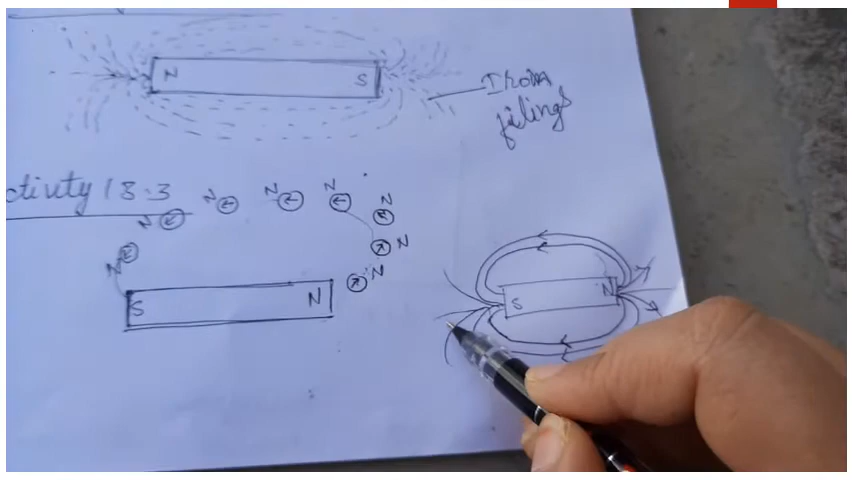 N S
Iron
filings
ctivity 18.3
N N N N N
N N
N N
S N
S N